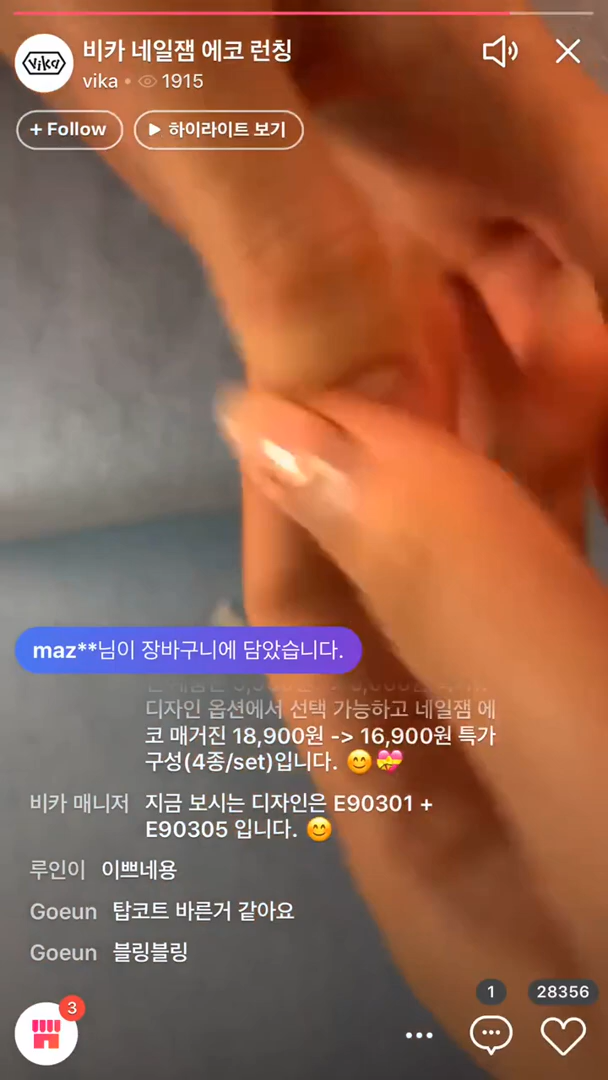 비카 네일잼 에코 런칭
vika
vika • 1915
+ Follow
하이라이트 보기
maz**님이 장바구니에 담았습니다.
디자인 옵션에서 선택 가능하고 네일잼 에
코 매거진 18,900원 -> 16,900원 특가
구성(4종/set)입니다. 😊💝
비카 매니저 지금 보시는 디자인은 E90301 +
E90305 입니다. 😊
루인이 이쁘네용
Goeun 탑코트 바른거 같아요
Goeun 블링블링
3
1
28356